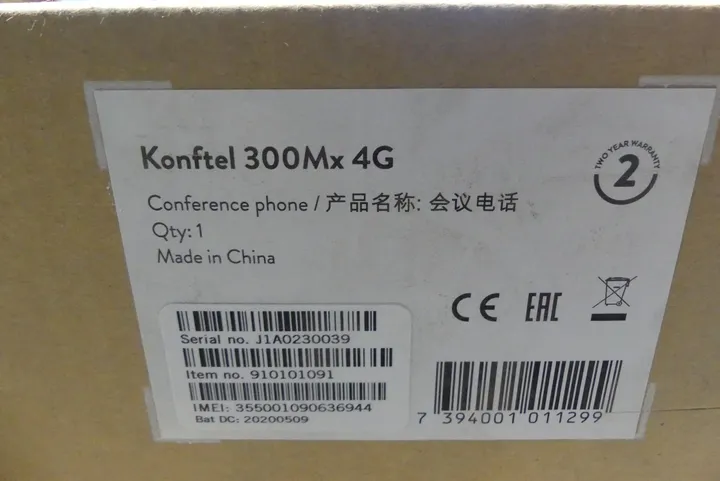 Konftel 300Mx 4G
TWO YEAR WARRANTY
2
Conference phone / 产品名称: 会议电话
Qty: 1
Made in China
CE EAC
Serial no. J1A0230039
Item no. 910101091
IMEI: 355001090636944
Bat DC: 20200509
7 394001 011299